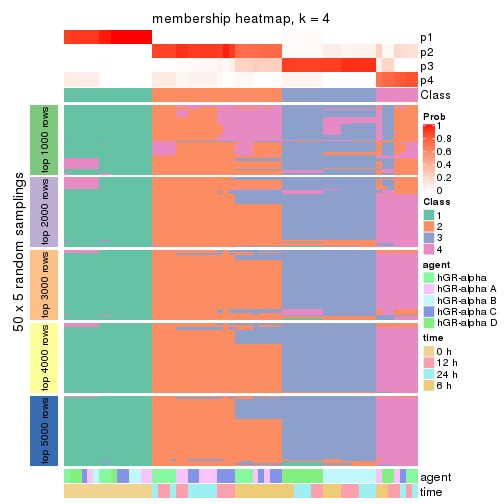 membership heatmap, k = 4
p1
p2
p3
p4
Class
50 x 5 random samplings
top 1000 rows
top 2000 rows
top 3000 rows
top 4000 rows
top 5000 rows
agent
time
Prob
1
0.8
0.6
0.4
0.2
0
Class
1
2
3
4
agent
hGR-alpha
hGR-alpha A
hGR-alpha B
hGR-alpha C
hGR-alpha D
time
0 h
12 h
24 h
6 h